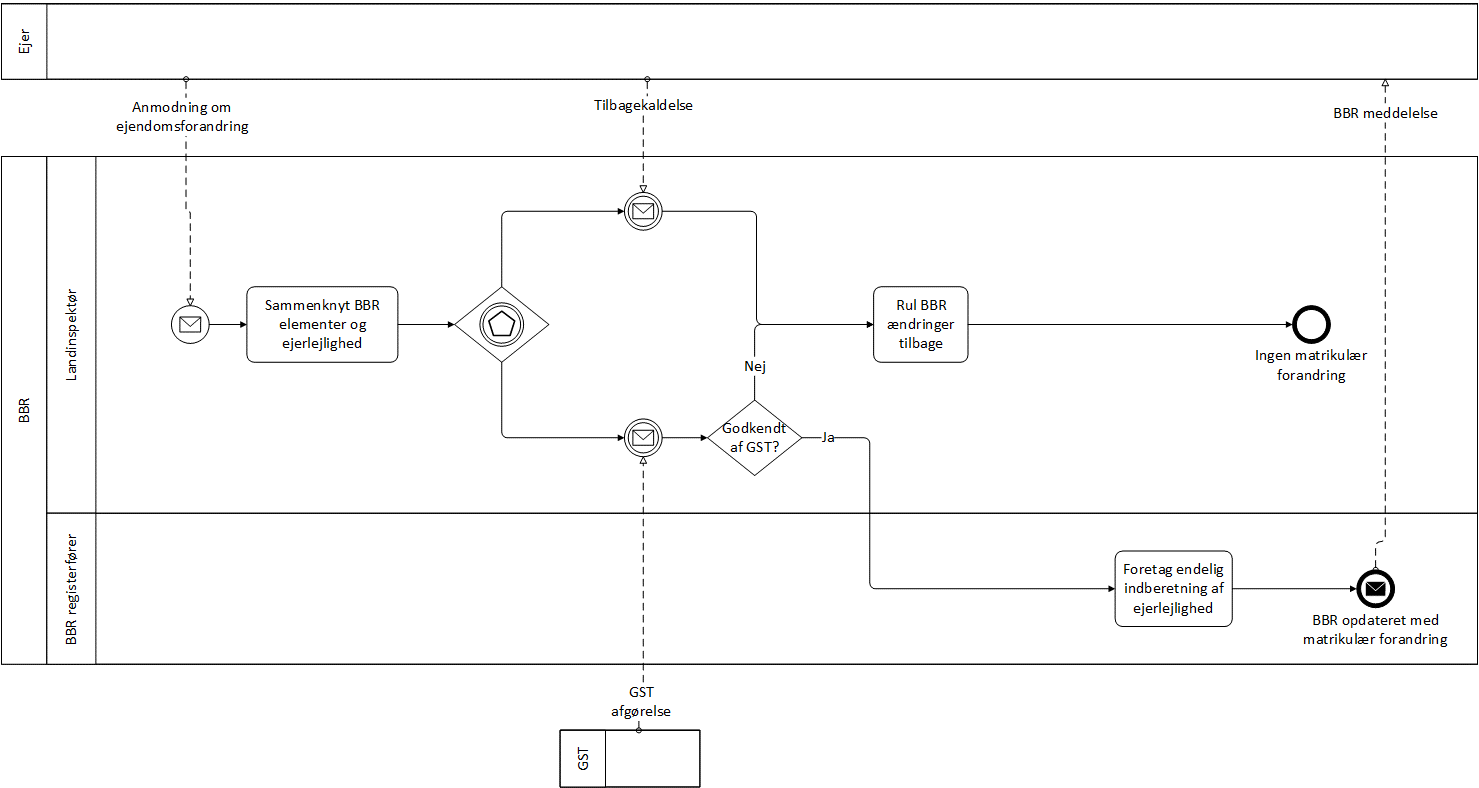 Ejer
Anmodning om
ejendomsforandring
Tilbagekaldelse
BBR meddelelse
BBR
Landinspektør
Sammenknyt BBR
elementer og
ejerlejlighed
Rul BBR
ændringer
tilbage
Ingen matrikulær
forandring
Nej
Godkendt
af GST?
Ja
BBR registerfører
Foretag endelig
indberetning af
ejerlejlighed
BBR opdateret med
matrikulær forandring
GST
afgørelse
GST